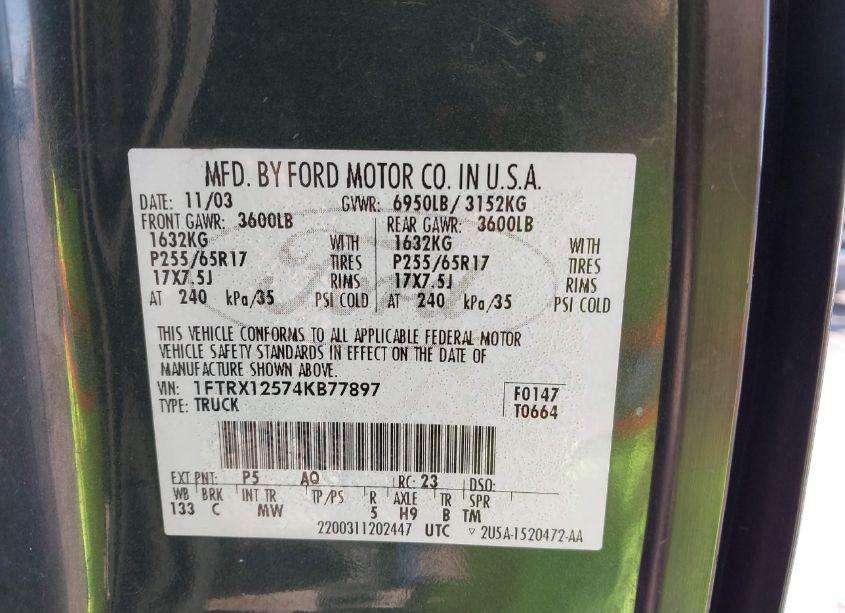 MFD. BY FORD MOTOR CO. IN U.S.A.
DATE: 11/03 GVWR: 6950LB/ 3152KG
FRONT GAWR: 3600LB REAR GAWR: 3600LB
1632KG WITH 1632KG WITH
P255/65R17 TIRES P255/65R17 TIRES
17X7.5J RIMS 17X7.5J RIMS
AT 240 kPa/35 PSI COLD AT 240 kPa/35 PSI COLD
THIS VEHICLE CONFORMS TO ALL APPLICABLE FEDERAL MOTOR
VEHICLE SAFETY STANDARDS IN EFFECT ON THE DATE OF
MANUFACTURE SHOWN ABOVE.
VIN: 1FTRX12574KB77897 F0147
TYPE: TRUCK T0664
EXT PNT: P5 AQ RC: 23 DSO:
WB BRK INT TR TP/PS R AXLE TR SPR
133 C MW 5 H9 B TM
2200311202447 UTC ▽ 2U5A-1520472-AA
Ford